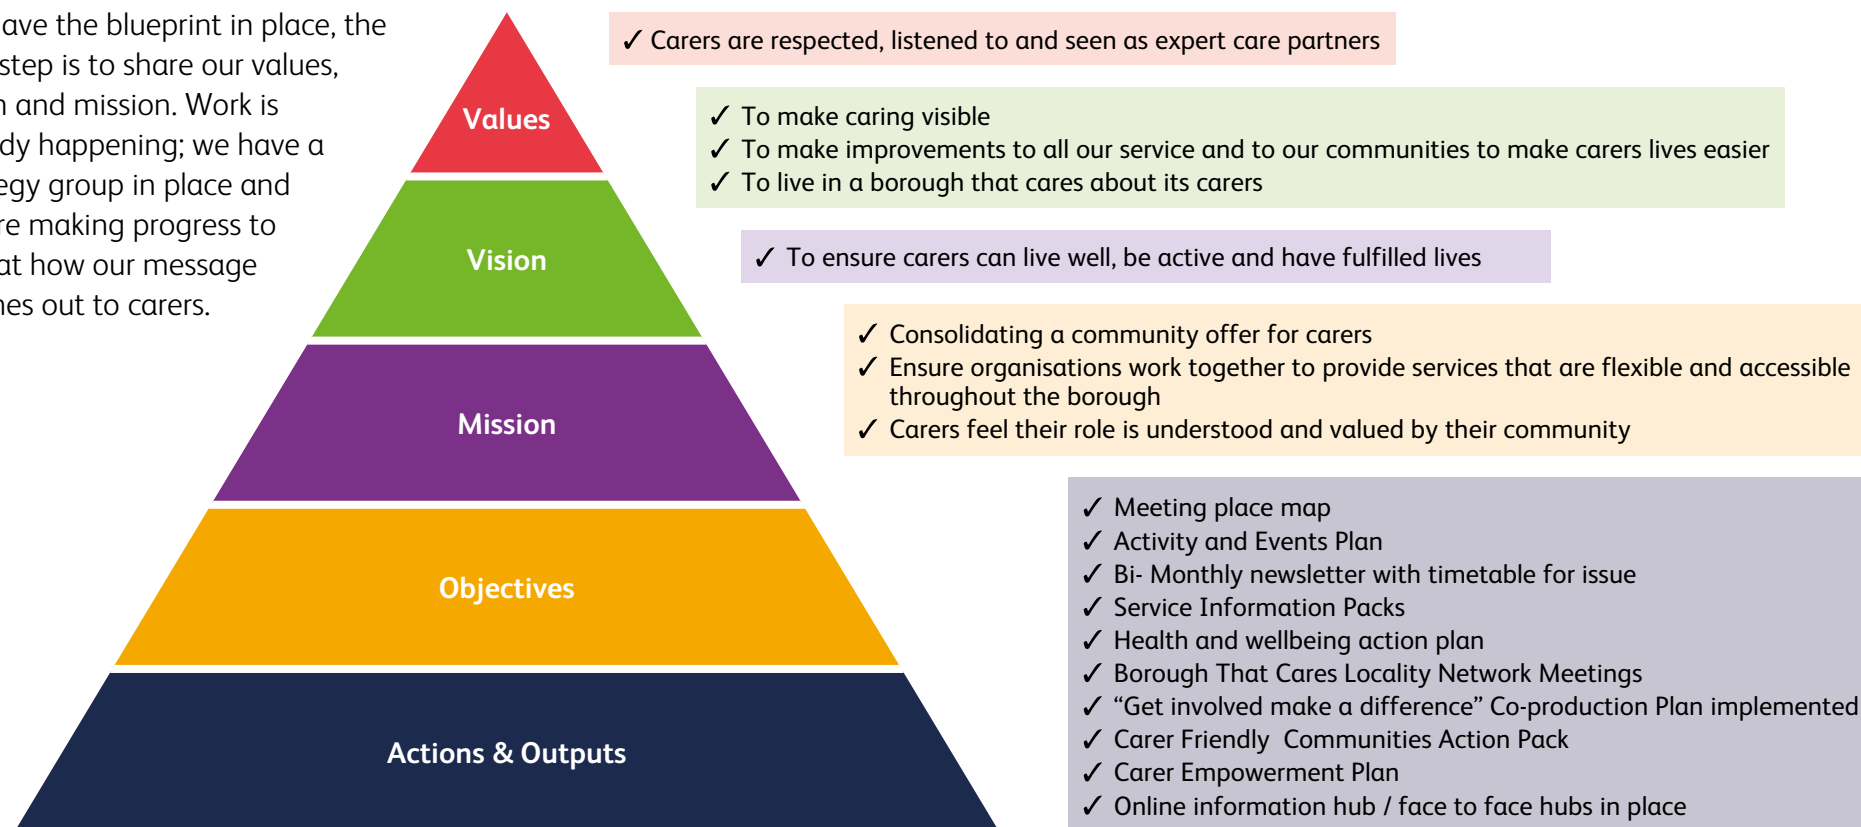 ave the blueprint in place, the
step is to share our values,
and mission. Work is
dy happening; we have a
egy group in place and
re making progress to
at how our message
hes out to carers.
Values
✓ Carers are respected, listened to and seen as expert care partners
Vision
✓ To make caring visible
✓ To make improvements to all our service and to our communities to make carers lives easier
✓ To live in a borough that cares about its carers
Mission
✓ To ensure carers can live well, be active and have fulfilled lives
Objectives
✓ Consolidating a community offer for carers
✓ Ensure organisations work together to provide services that are flexible and accessible
throughout the borough
✓ Carers feel their role is understood and valued by their community
Actions & Outputs
✓ Meeting place map
✓ Activity and Events Plan
✓ Bi- Monthly newsletter with timetable for issue
✓ Service Information Packs
✓ Health and wellbeing action plan
✓ Borough That Cares Locality Network Meetings
✓ “Get involved make a difference” Co-production Plan implemented
✓ Carer Friendly  Communities Action Pack
✓ Carer Empowerment Plan
✓ Online information hub / face to face hubs in place